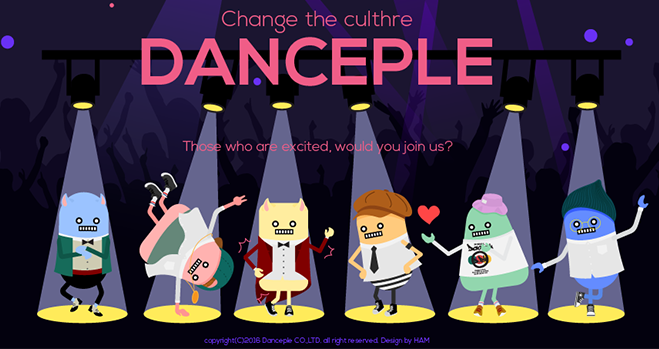 Change the culthre
DANCEPLE
Those who are excited, would you join us?
copyright(C)2016 Danceple CO.,LTD. all right reserved. Design by HAM